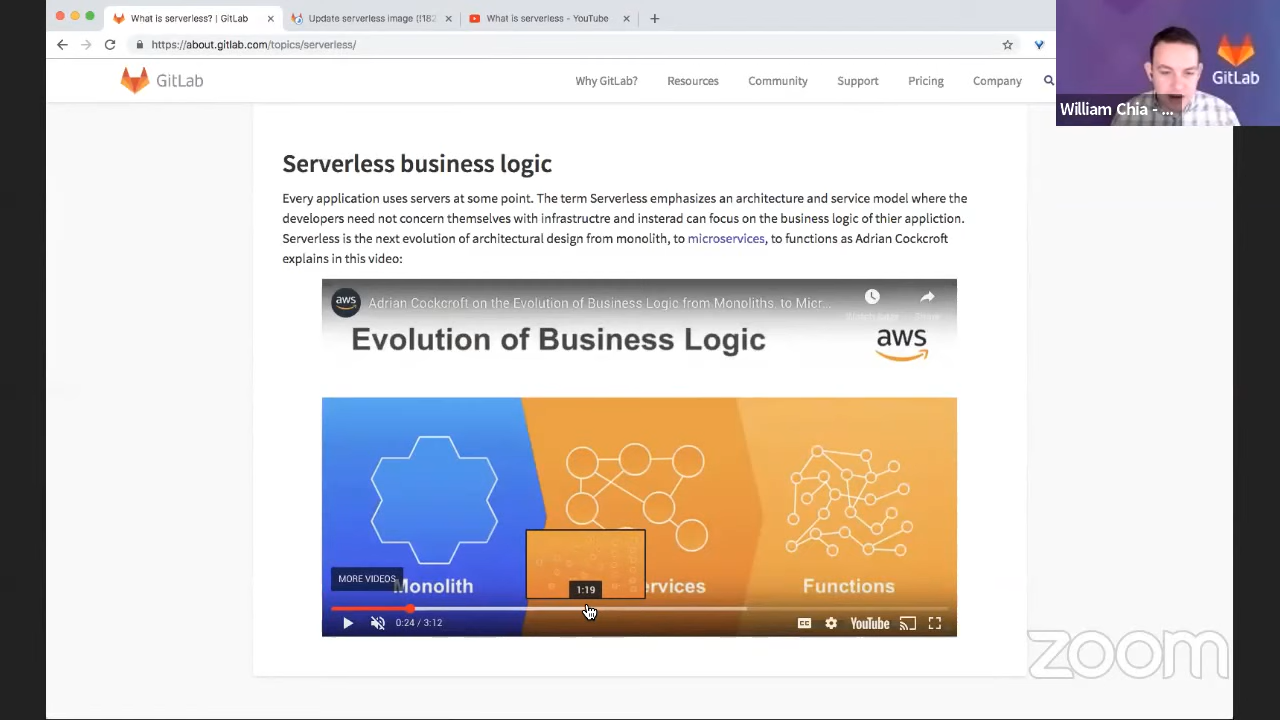 What is serverless? | GitLab
Update serverless image (!182
What is serverless - YouTube
https://about.gitlab.com/topics/serverless/
GitLab
Why GitLab?
Resources
Community
Support
Pricing
Company
GitLab
William Chia - ...
Serverless business logic
Every application uses servers at some point. The term Serverless emphasizes an architecture and service model where the
developers need not concern themselves with infrastructre and insterad can focus on the business logic of thier appliction.
Serverless is the next evolution of architectural design from monolith, to microservices, to functions as Adrian Cockcroft
explains in this video:
aws
Adrian Cockcroft on the Evolution of Business Logic from Monoliths, to Micr...
Evolution of Business Logic
aws
MORE VIDEOS
Monolith
ervices
Functions
1:19
0:24 / 3:12
CC
YouTube
zoom